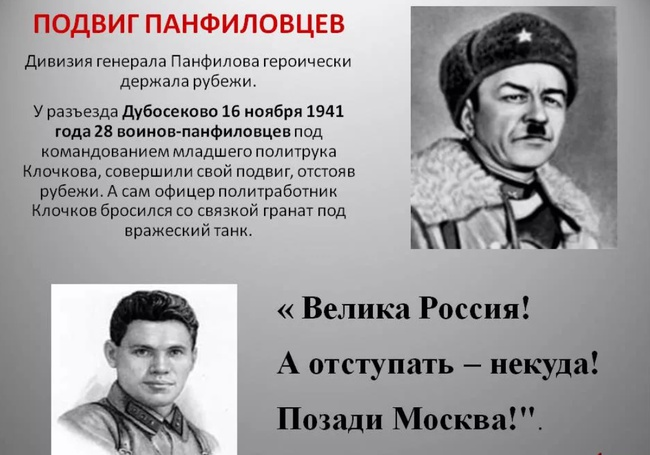 ПОДВИГ ПАНФИЛОВЦЕВ
Дивизия генерала Панфилова героически
держала рубежи.
У разъезда Дубосеково 16 ноября 1941
года 28 воинов-панфиловцев под
командованием младшего политрука
Клочкова, совершили свой подвиг, отстояв
рубежи. А сам офицер политработник
Клочков бросился со связкой гранат под
вражеский танк.
« Велика Россия!
А отступать – некуда!
Позади Москва!".